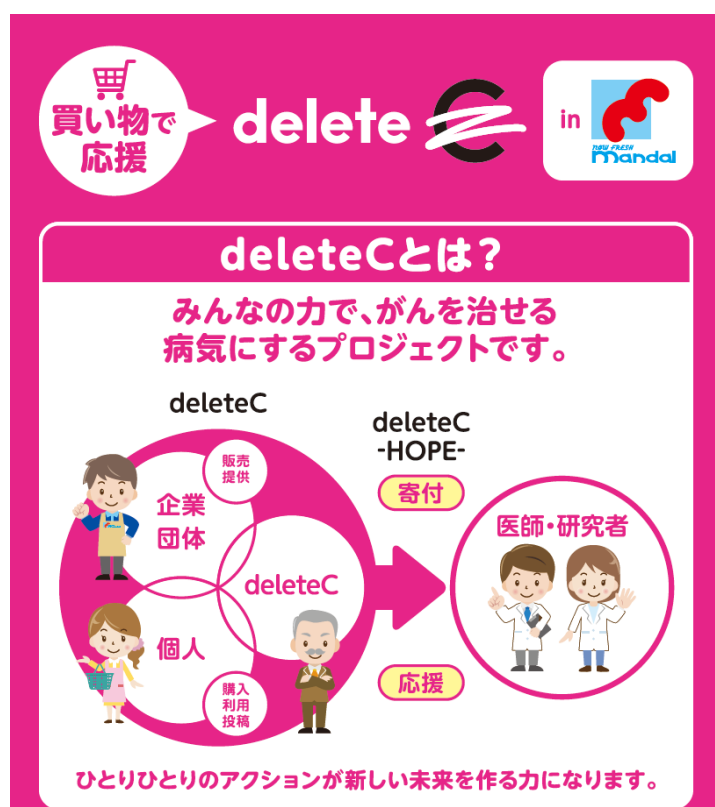 買い物で
応援
delete C
in
NOW FRESH
mandai
deleteCとは？
みんなの力で、がんを治せる
病気にするプロジェクトです。
deleteC
deleteC
-HOPE-
販売
提供
寄付
企業
団体
医師・研究者
deleteC
個人
応援
購入
利用
投稿
ひとりひとりのアクションが新しい未来を作る力になります。